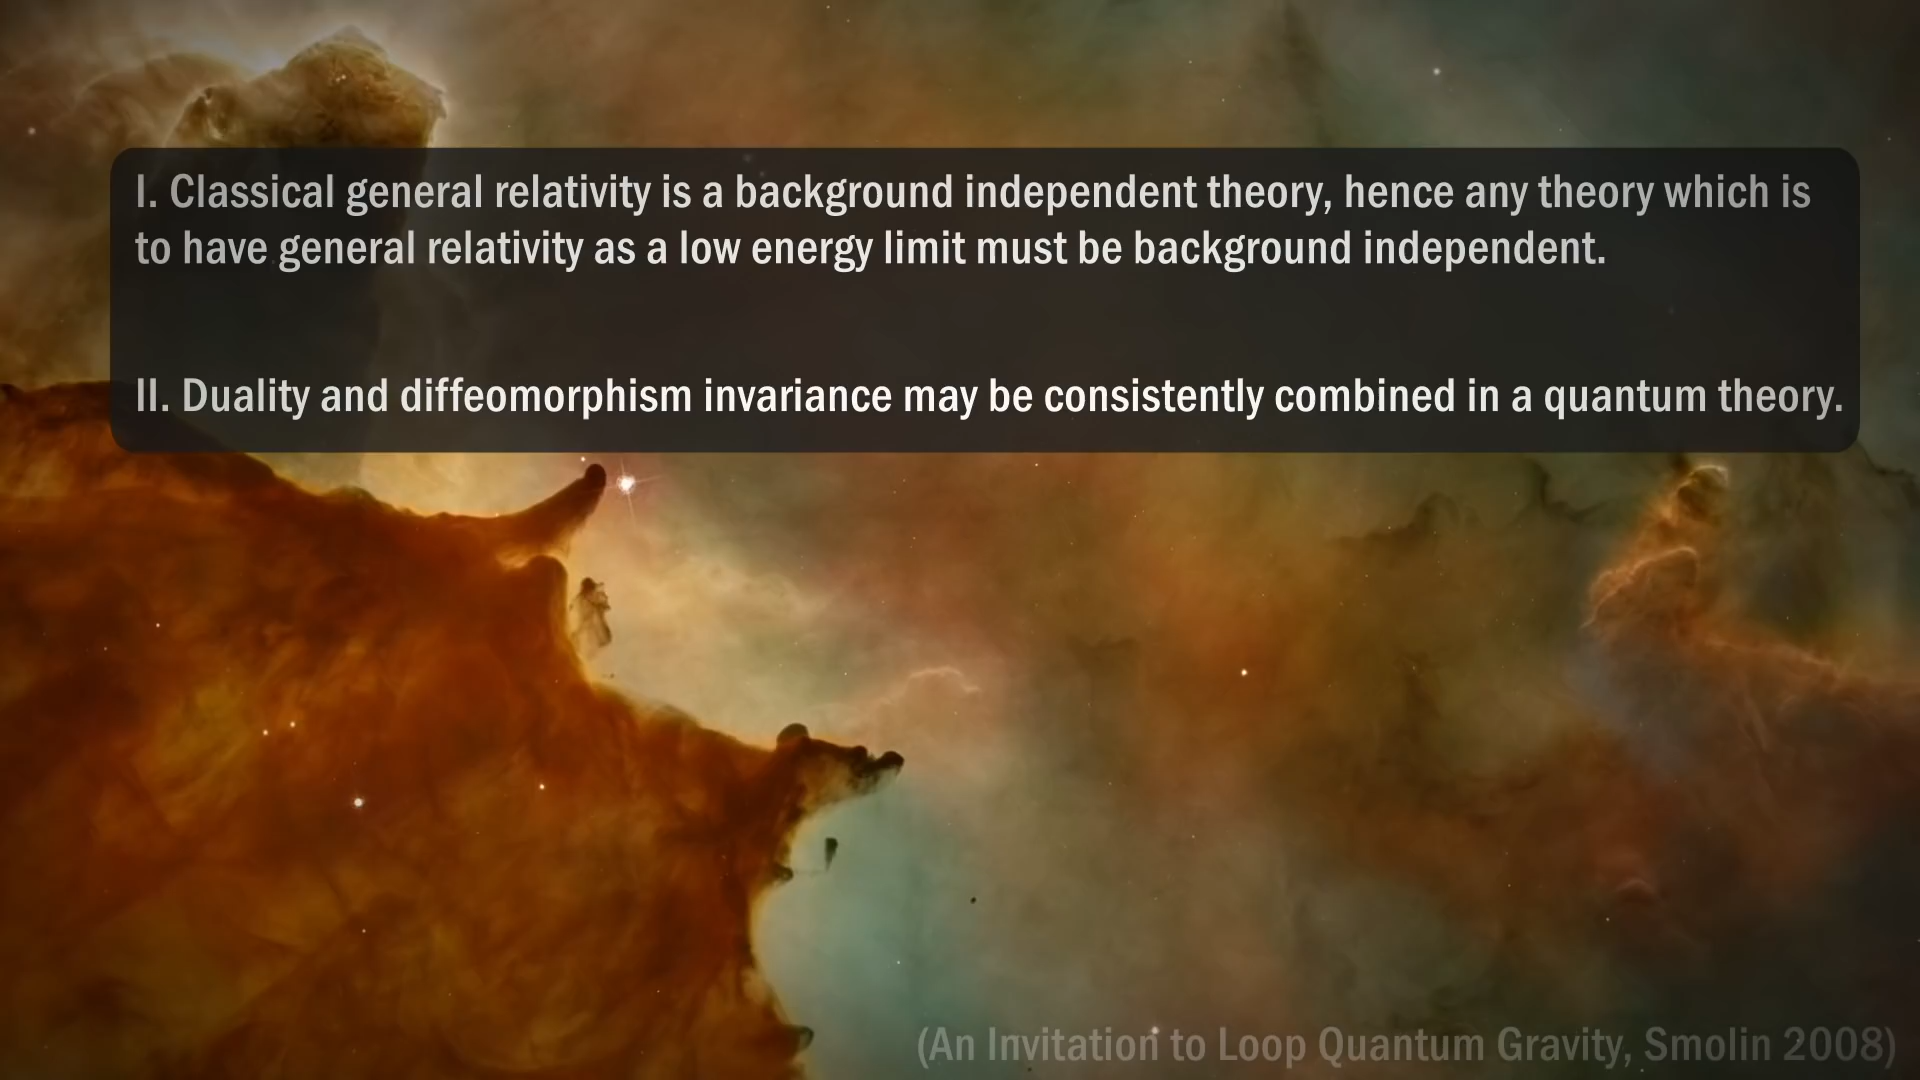 I. Classical general relativity is a background independent theory, hence any theory which is
to have general relativity as a low energy limit must be background independent.
II. Duality and diffeomorphism invariance may be consistently combined in a quantum theory.
(An Invitation to Loop Quantum Gravity, Smolin 2008)